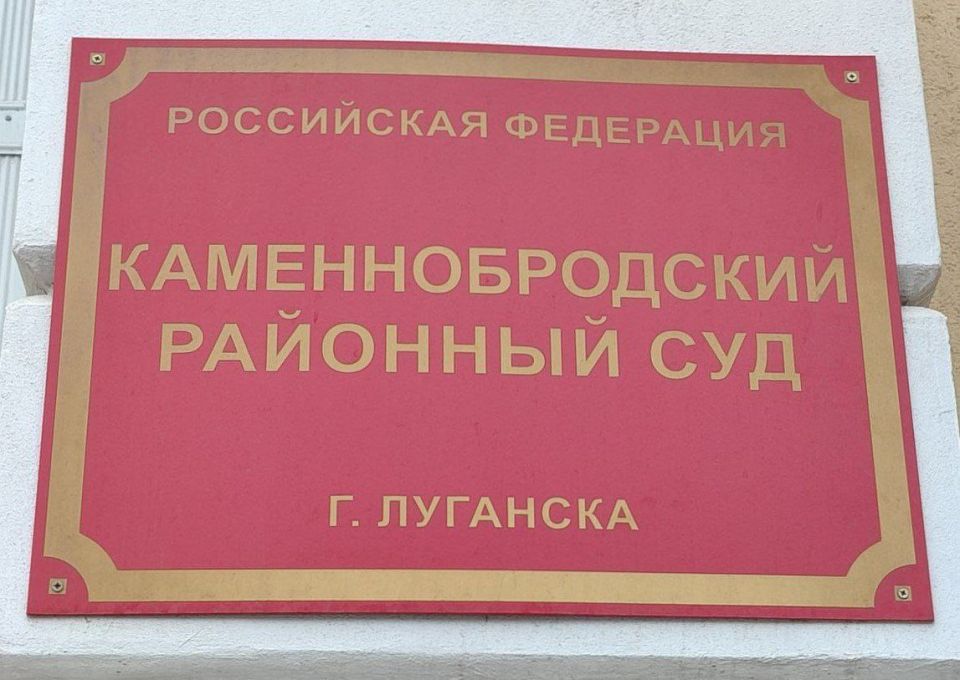 РОССИЙСКАЯ ФЕДЕРАЦИЯ
КАМЕННОБРОДСКИЙ
РАЙОННЫЙ СУД
Г. ЛУГАНСКА